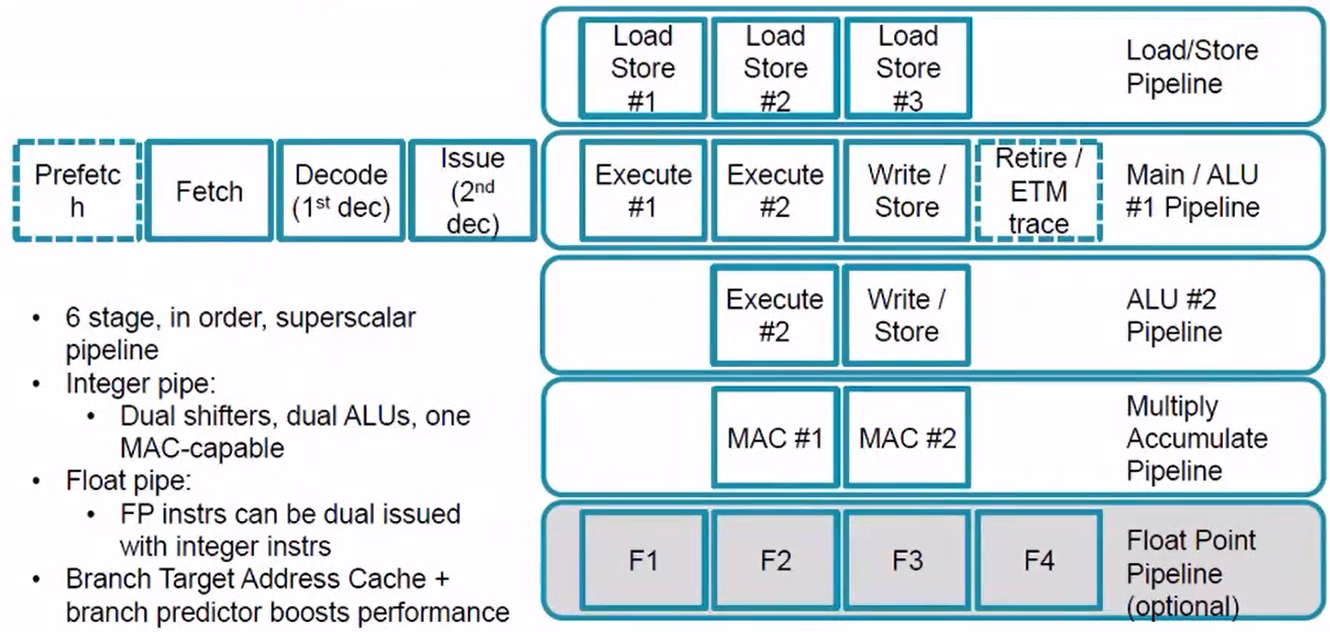 Load
Store
#1
Load
Store
#2
Load
Store
#3
Load/Store
Pipeline
Prefetc
h
Fetch
Decode
(1st dec)
Issue
(2nd
dec)
Execute
#1
Execute
#2
Write /
Store
Retire /
ETM
trace
Main / ALU
#1 Pipeline
Execute
#2
Write /
Store
ALU #2
Pipeline
MAC #1
MAC #2
Multiply
Accumulate
Pipeline
F1
F2
F3
F4
Float Point
Pipeline
(optional)
• 6 stage, in order, superscalar
pipeline
• Integer pipe:
• Dual shifters, dual ALUs, one
MAC-capable
• Float pipe:
• FP instrs can be dual issued
with integer instrs
• Branch Target Address Cache +
branch predictor boosts performance